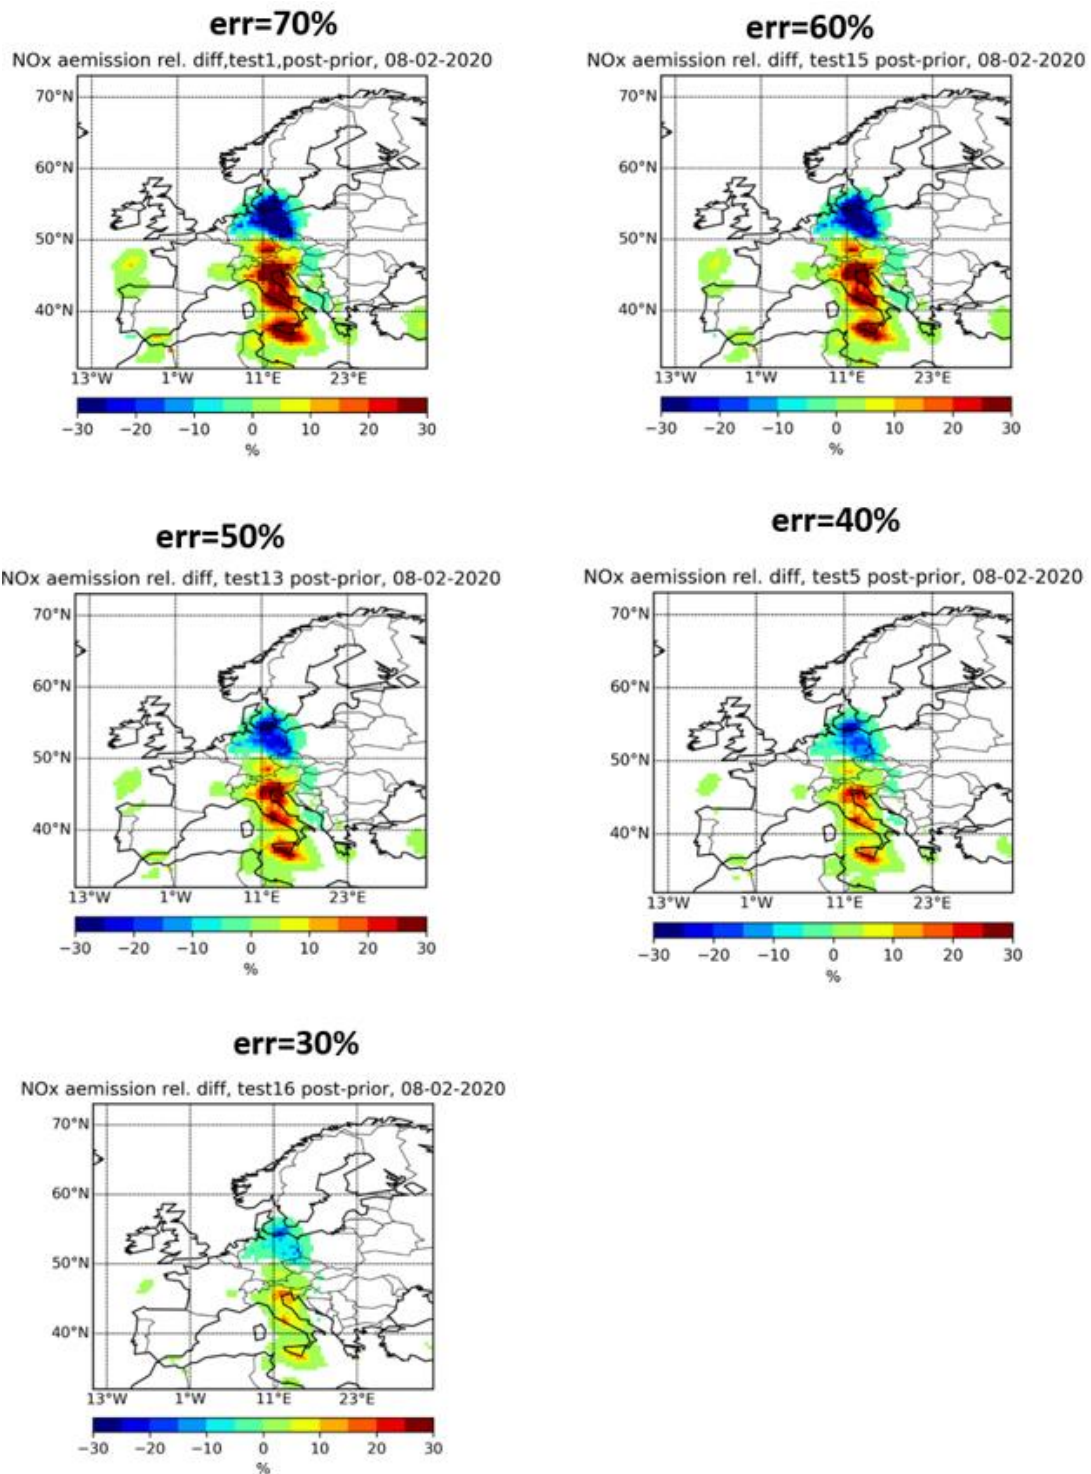 err=70%
NOx aemission rel. diff,test1,post-prior, 08-02-2020
70°N
60°N
50°N
40°N
13°W 1°W 11°E 23°E
−30 −20 −10 0 10 20 30
%
err=60%
NOx aemission rel. diff, test15 post-prior, 08-02-2020
70°N
60°N
50°N
40°N
13°W 1°W 11°E 23°E
−30 −20 −10 0 10 20 30
%
err=50%
NOx aemission rel. diff, test13 post-prior, 08-02-2020
70°N
60°N
50°N
40°N
13°W 1°W 11°E 23°E
−30 −20 −10 0 10 20 30
%
err=40%
NOx aemission rel. diff, test5 post-prior, 08-02-2020
70°N
60°N
50°N
40°N
13°W 1°W 11°E 23°E
−30 −20 −10 0 10 20 30
%
err=30%
NOx aemission rel. diff, test16 post-prior, 08-02-2020
70°N
60°N
50°N
40°N
13°W 1°W 11°E 23°E
−30 −20 −10 0 10 20 30
%